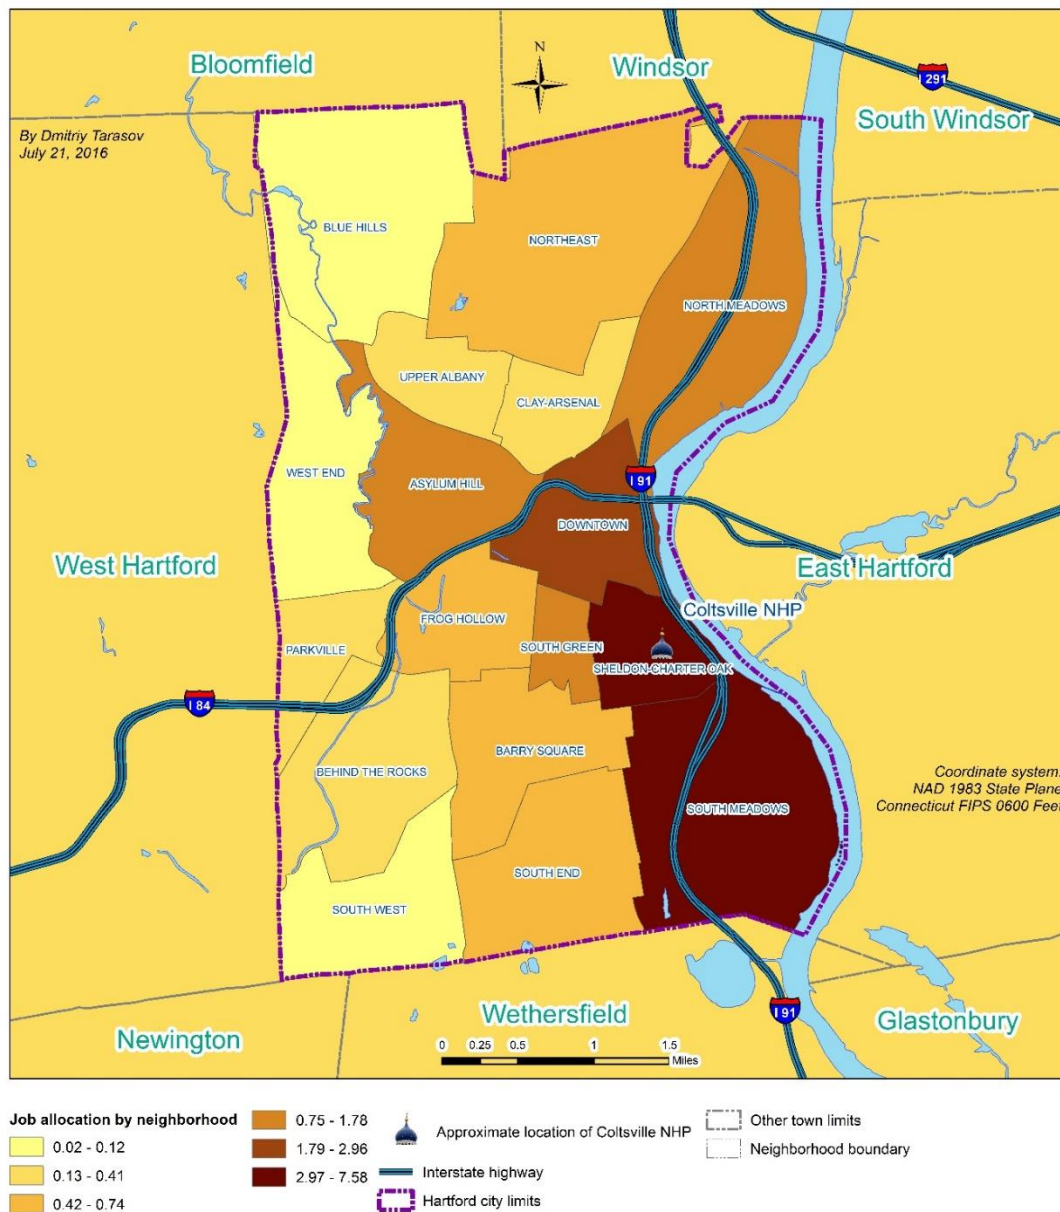 Bloomfield
N
Windsor
I 291
South Windsor
By Dmitriy Tarasov
July 21, 2016
BLUE HILLS
NORTHEAST
NORTH MEADOWS
UPPER ALBANY
CLAY-ARSENAL
WEST END
ASYLUM HILL
I 91
DOWNTOWN
West Hartford
East Hartford
Coltsville NHP
FROG HOLLOW
PARKVILLE
SOUTH GREEN
SHELDON-CHARTER OAK
I 84
BARRY SQUARE
BEHIND THE ROCKS
Coordinate system:
NAD 1983 State Plane
Connecticut FIPS 0600 Feet
SOUTH MEADOWS
SOUTH END
SOUTH WEST
I 91
Newington
Wethersfield
Glastonbury
0 0.25 0.5 1 1.5
Miles
Job allocation by neighborhood
0.02 - 0.12
0.13 - 0.41
0.42 - 0.74
0.75 - 1.78
1.79 - 2.96
2.97 - 7.58
Approximate location of Coltsville NHP
Interstate highway
Hartford city limits
Other town limits
Neighborhood boundary